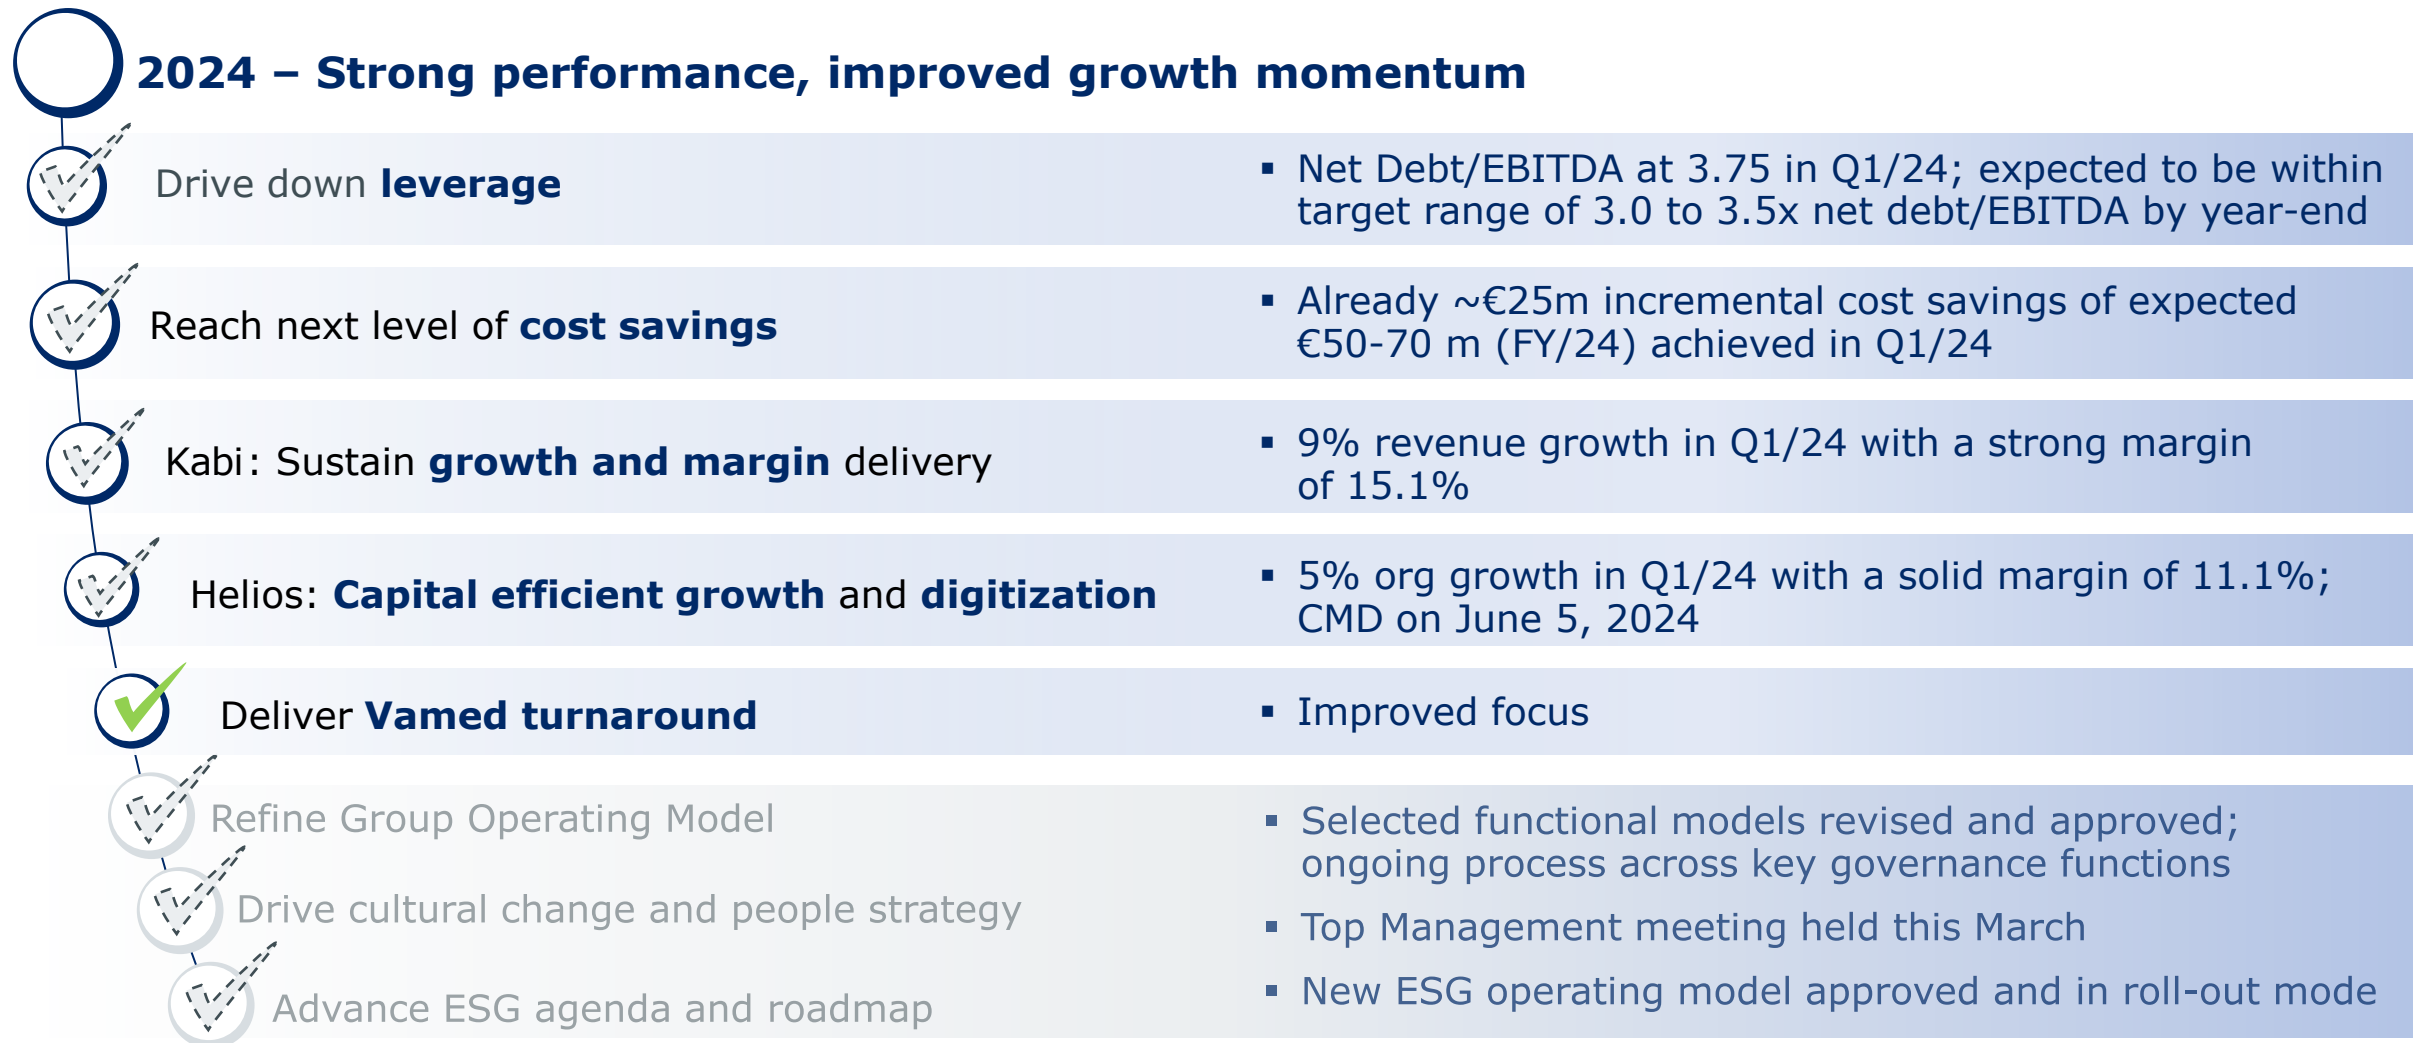 2024 – Strong performance, improved growth momentum
Drive down leverage
▪ Net Debt/EBITDA at 3.75 in Q1/24; expected to be within
target range of 3.0 to 3.5x net debt/EBITDA by year-end
Reach next level of cost savings
▪ Already ~€25m incremental cost savings of expected
€50-70 m (FY/24) achieved in Q1/24
Kabi: Sustain growth and margin delivery
▪ 9% revenue growth in Q1/24 with a strong margin
of 15.1%
Helios: Capital efficient growth and digitization
▪ 5% org growth in Q1/24 with a solid margin of 11.1%;
CMD on June 5, 2024
Deliver Vamed turnaround
▪ Improved focus
Refine Group Operating Model
▪ Selected functional models revised and approved;
ongoing process across key governance functions
Drive cultural change and people strategy
▪ Top Management meeting held this March
Advance ESG agenda and roadmap
▪ New ESG operating model approved and in roll-out mode